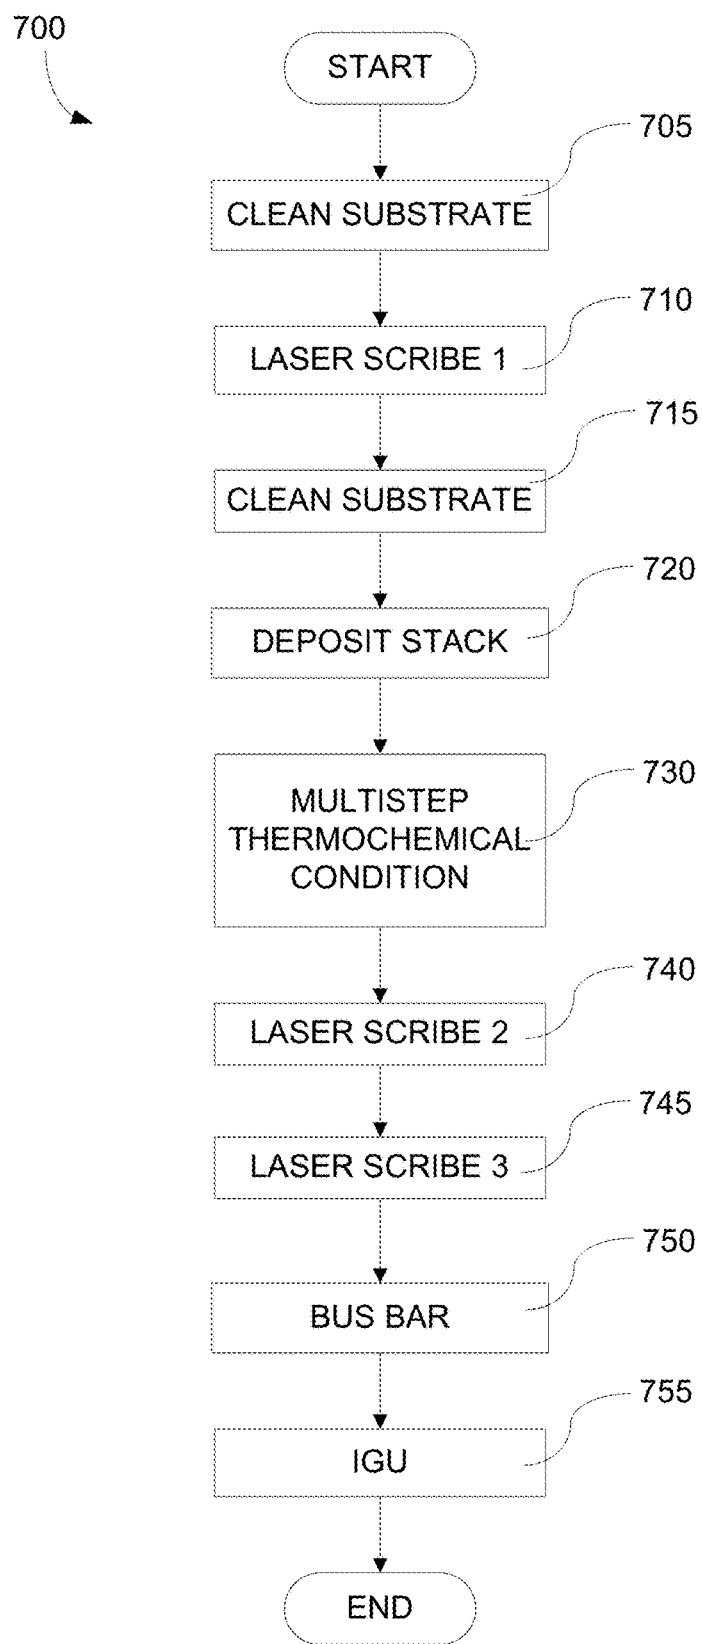 700
START
705
CLEAN SUBSTRATE
710
LASER SCRIBE 1
715
CLEAN SUBSTRATE
720
DEPOSIT STACK
730
MULTISTEP
THERMOCHEMICAL
CONDITION
740
LASER SCRIBE 2
745
LASER SCRIBE 3
750
BUS BAR
755
IGU
END